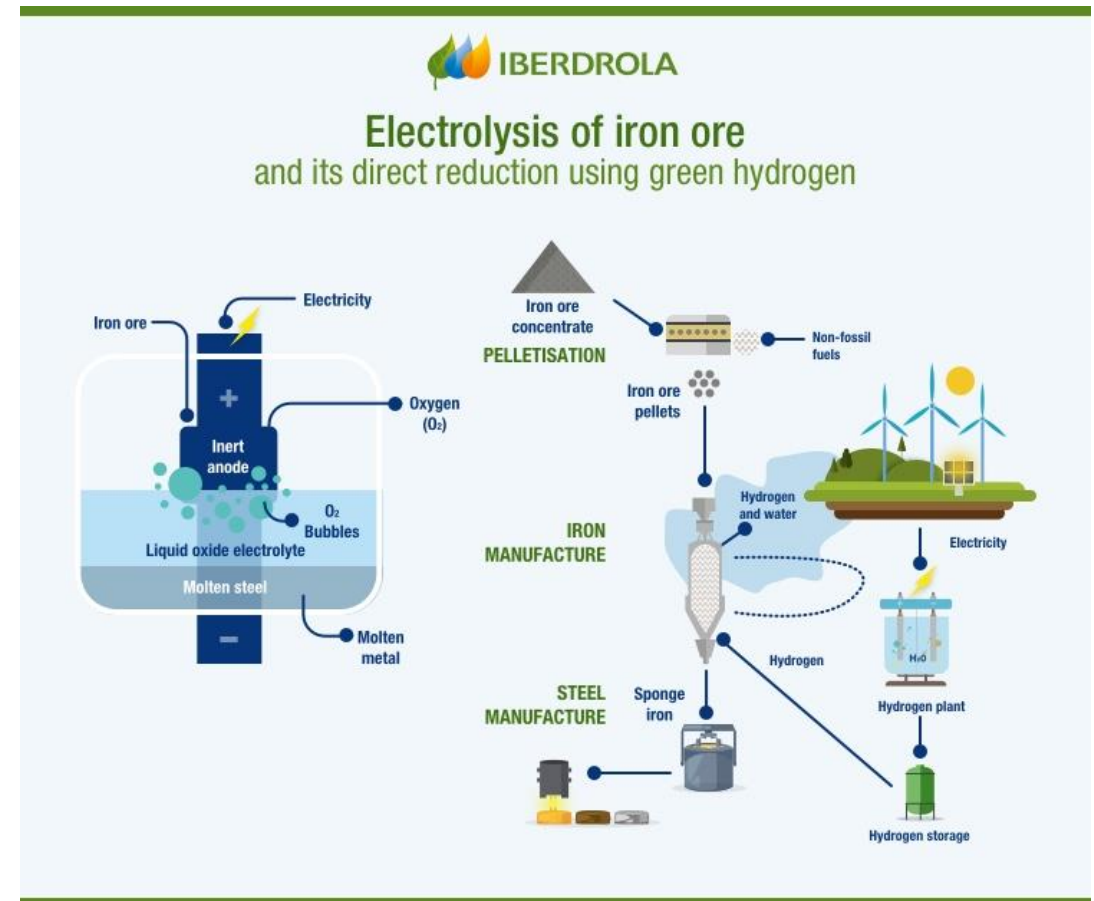 IBERDROLA
Electrolysis of iron ore
and its direct reduction using green hydrogen
Electricity
Iron ore
+
Oxygen
(O₂)
Inert
anode
O₂
Bubbles
Liquid oxide electrolyte
Molten steel
−
Molten
metal
Iron ore
concentrate
PELLETISATION
Non-fossil
fuels
Iron ore
pellets
Hydrogen
and water
IRON
MANUFACTURE
Electricity
H₂O
Hydrogen
Hydrogen plant
STEEL
MANUFACTURE
Sponge
iron
Hydrogen storage